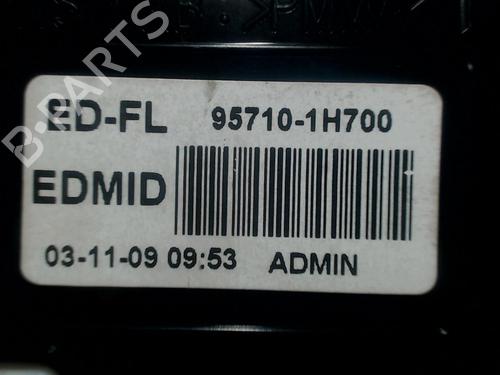 B-PARTS
ED-FL 95710-1H700
EDMID
03-11-09 09:53 ADMIN